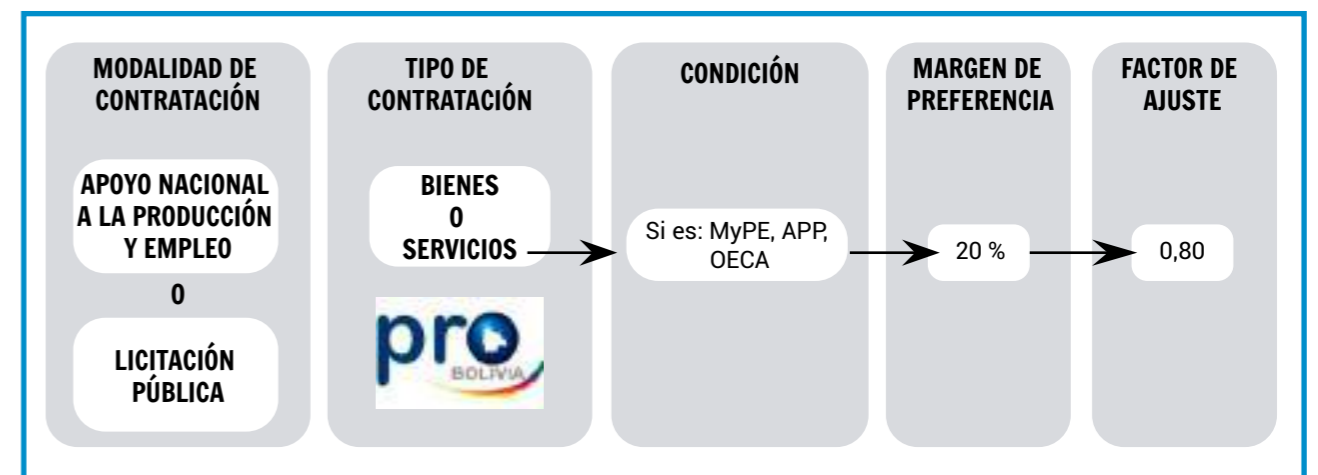 MODALIDAD DE
CONTRATACIÓN
APOYO NACIONAL
A LA PRODUCCIÓN
Y EMPLEO
O
LICITACIÓN
PÚBLICA
TIPO DE
CONTRATACIÓN
BIENES
O
SERVICIOS
pro
BOLIVIA
CONDICIÓN
Si es: MyPE, APP,
OECA
MARGEN DE
PREFERENCIA
20 %
FACTOR DE
AJUSTE
0,80